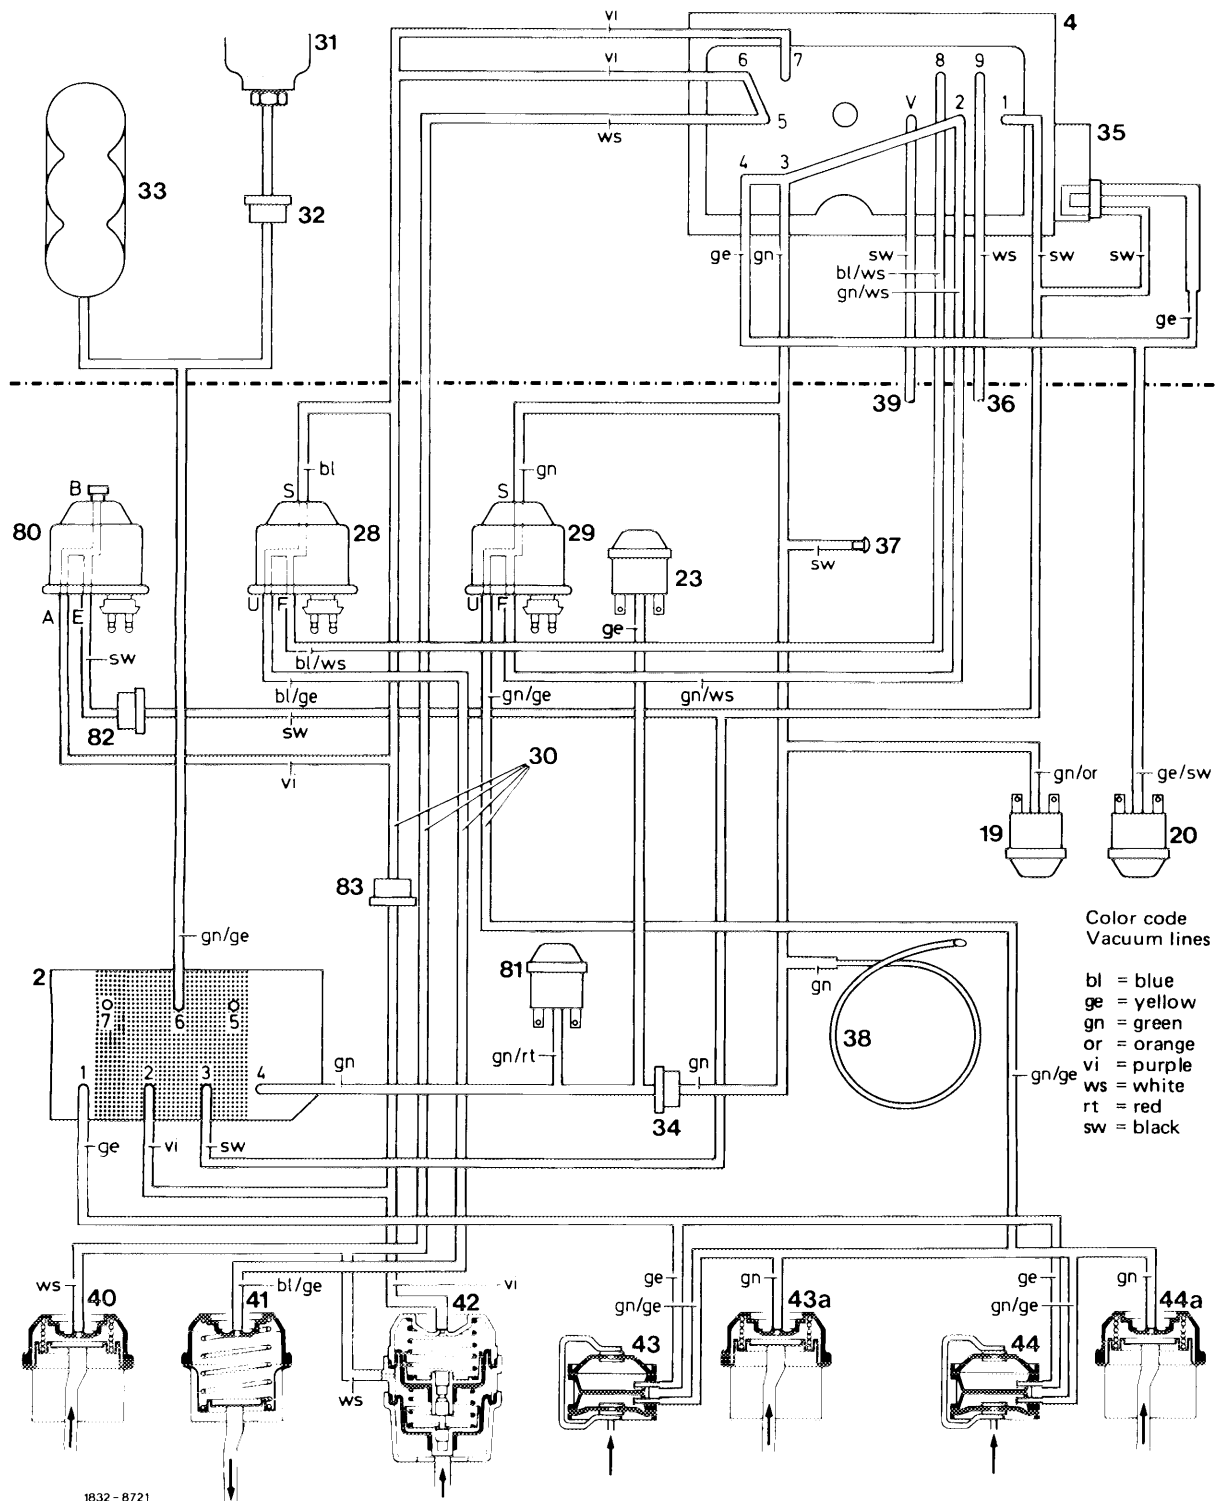 vi
4
31
6
7
8
9
vi
V
2
1
5
35
ws
33
4
3
32
ge
gn
sw
ws
sw
sw
bl/ws
gn/ws
ge
39
36
bl
gn
B
S
S
80
28
29
37
23
sw
A
E
U
F
U
F
ge
sw
bl/ws
bl/ge
gn/ge
gn/ws
82
sw
30
vi
gn/or
ge/sw
19
20
83
Color code
Vacuum lines
gn/ge
2
81
gn
bl = blue
ge = yellow
gn = green
or = orange
vi = purple
ws = white
rt = red
sw = black
7
6
5
38
gn/rt
gn
gn
1
2
3
4
gn/ge
34
ge
vi
sw
ws
40
bl/ge
41
42
vi
ge
gn
gn/ge
43a
43
ge
gn
gn/ge
44a
44
ws
1832-8721